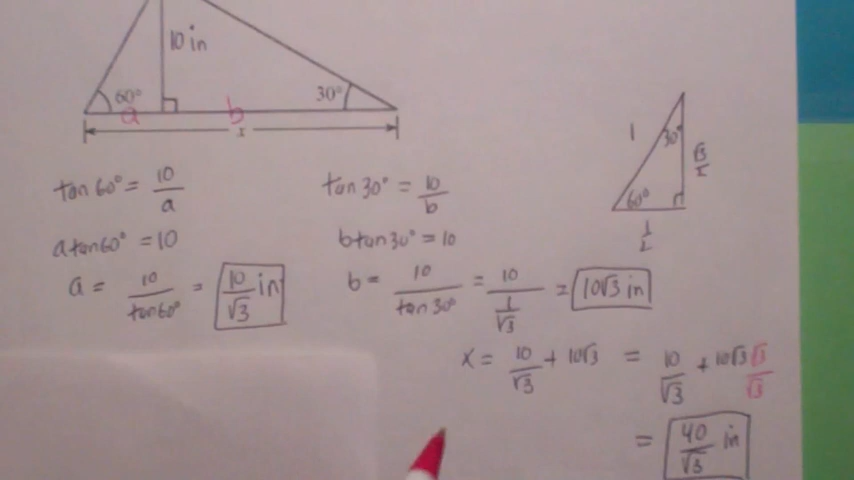 10 in
60°
30°
a
b
x
1
30°
√3/2
60°
1/2
tan 60° = 10/a
a tan 60° = 10
a = 10/tan 60° = 10/√3 in
tan 30° = 10/b
b tan 30° = 10
b = 10/tan 30° = 10/(1/√3) = 10√3 in
x = 10/√3 + 10√3 = 10/√3 + 10√3 √3/√3
= 40/√3 in